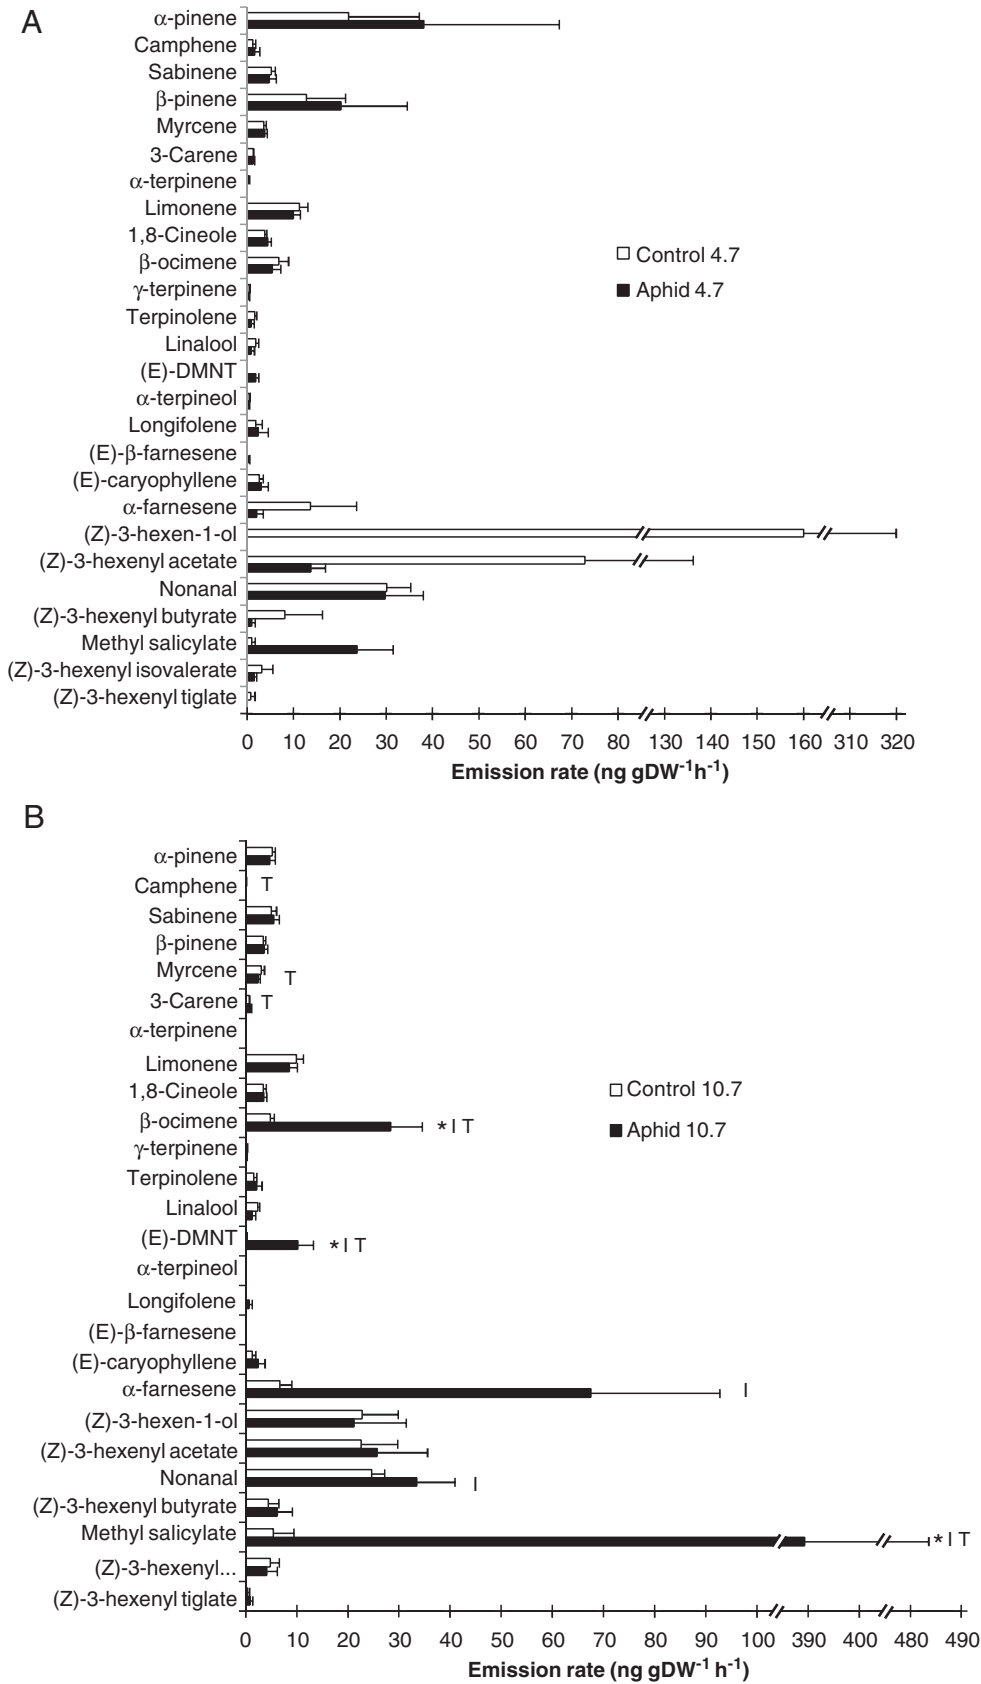 A
α-pinene
Camphene
Sabinene
β-pinene
Myrcene
3-Carene
α-terpinene
Limonene
1,8-Cineole
β-ocimene
γ-terpinene
Terpinolene
Linalool
(E)-DMNT
α-terpineol
Longifolene
(E)-β-farnesene
(E)-caryophyllene
α-farnesene
(Z)-3-hexen-1-ol
(Z)-3-hexenyl acetate
Nonanal
(Z)-3-hexenyl butyrate
Methyl salicylate
(Z)-3-hexenyl isovalerate
(Z)-3-hexenyl tiglate
Control 4.7
Aphid 4.7
0 10 20 30 40 50 60 70 80 130 140 160 310 320
Emission rate (ng gDW⁻¹h⁻¹)
B
α-pinene
Camphene T
Sabinene
β-pinene
Myrcene T
3-Carene T
α-terpinene
Limonene
1,8-Cineole
β-ocimene * I T
γ-terpinene
Terpinolene
Linalool
(E)-DMNT * I T
α-terpineol
Longifolene
(E)-β-farnesene
(E)-caryophyllene
α-farnesene I
(Z)-3-hexen-1-ol
(Z)-3-hexenyl acetate
Nonanal I
(Z)-3-hexenyl butyrate
Methyl salicylate * I T
(Z)-3-hexenyl...
(Z)-3-hexenyl tiglate
Control 10.7
Aphid 10.7
0 10 20 30 40 50 60 70 80 90 100 390 400 480 490
Emission rate (ng gDW⁻¹ h⁻¹)